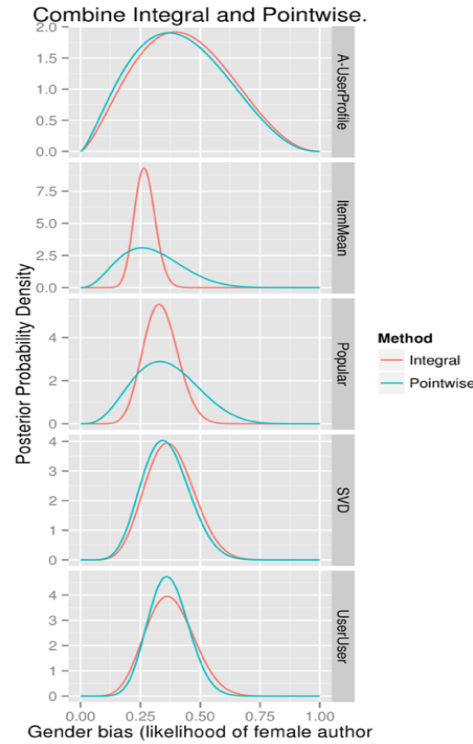 Combine Integral and Pointwise.
2.0
1.5
1.0
0.5
0.0
A-UserProfile
7.5
5.0
2.5
0.0
ItemMean
4
2
0
Popular
4
3
2
1
0
SVD
4
3
2
1
0
UserUser
Posterior Probability Density
0.00 0.25 0.50 0.75 1.00
Gender bias (likelihood of female author
Method
Integral
Pointwise